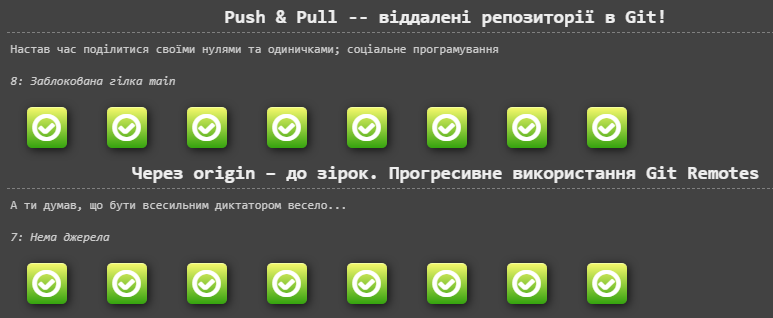 Push & Pull -- віддалені репозиторії в Git!
Настав час поділитися своїми нулями та одиничками; соціальне програмування
8: Заблокована гілка main
Через origin – до зірок. Прогресивне використання Git Remotes
А ти думав, що бути всесильним диктатором весело...
7: Нема джерела